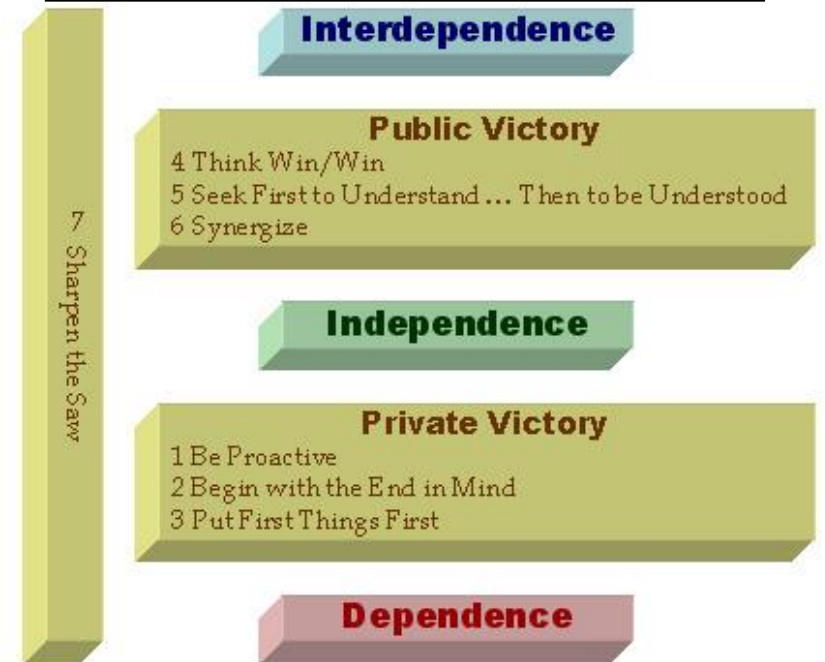 Interdependence
Public Victory
4 Think Win/Win
5 Seek First to Understand ... Then to be Understood
6 Synergize
7 Sharpen the Saw
Independence
Private Victory
1 Be Proactive
2 Begin with the End in Mind
3 Put First Things First
Dependence